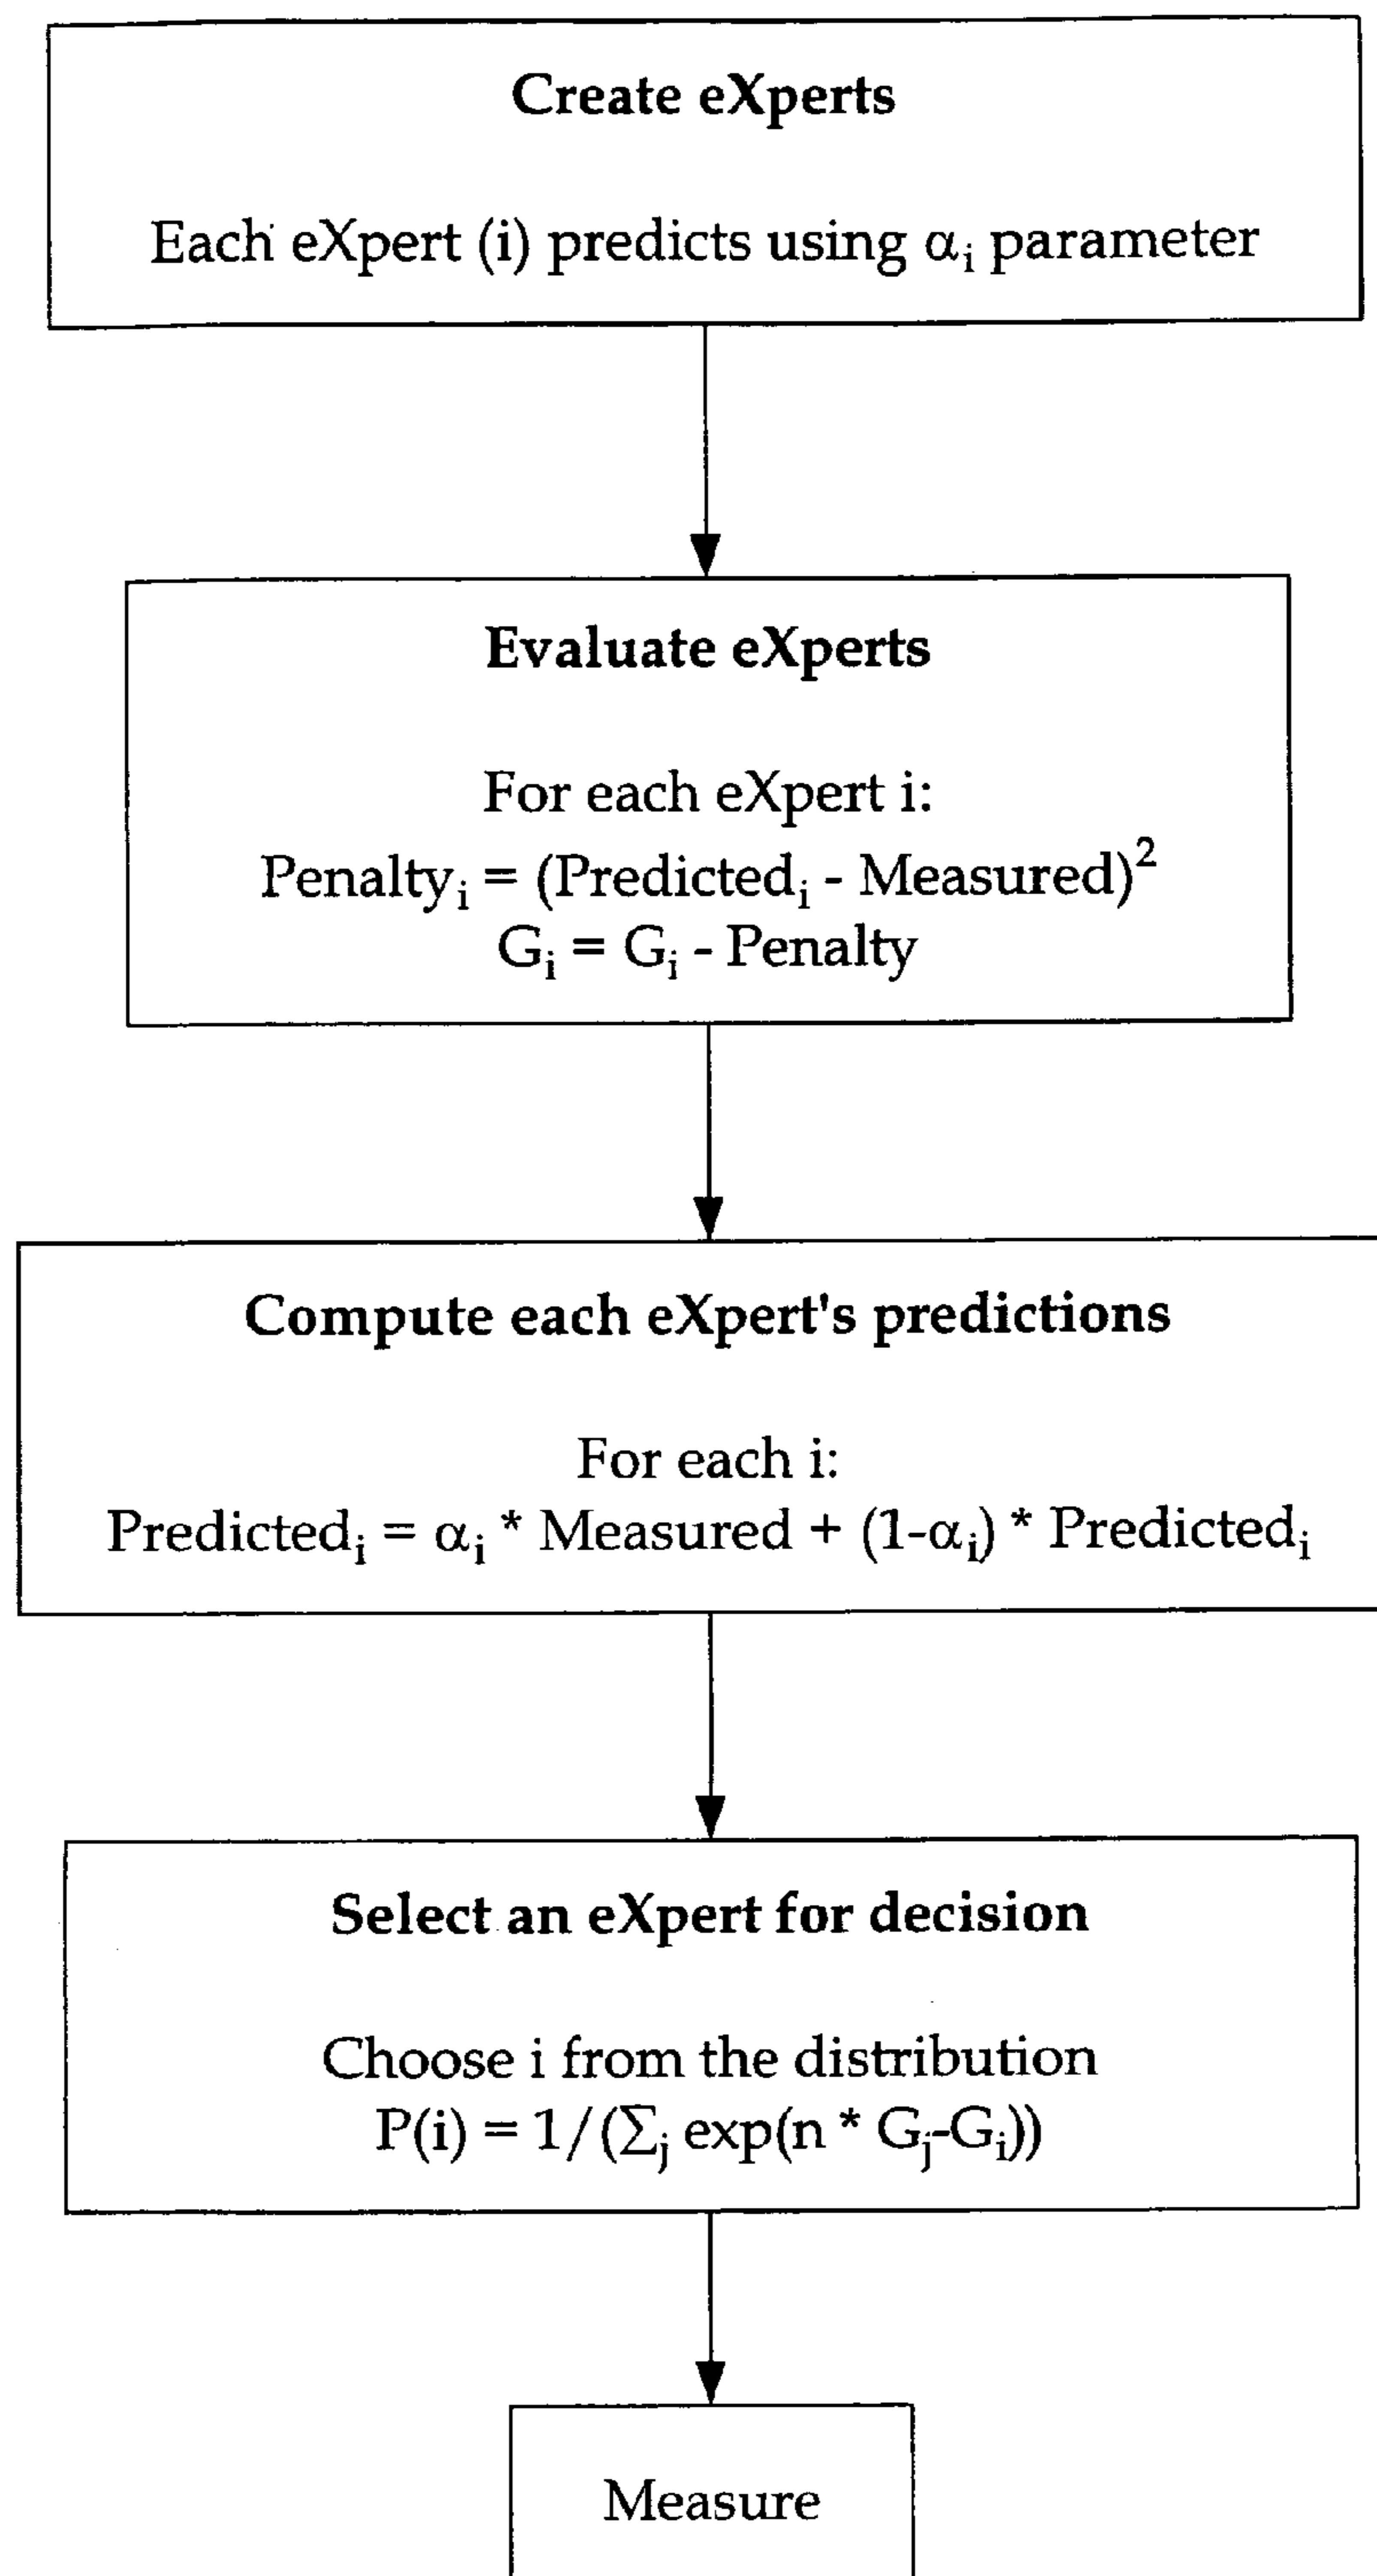 Create eXperts
Each eXpert (i) predicts using αᵢ parameter
Evaluate eXperts
For each eXpert i:
Penaltyᵢ = (Predictedᵢ - Measured)²
Gᵢ = Gᵢ - Penalty
Compute each eXpert's predictions
For each i:
Predictedᵢ = αᵢ * Measured + (1-αᵢ) * Predictedᵢ
Select an eXpert for decision
Choose i from the distribution
P(i) = 1/(∑ⱼ exp(n * Gⱼ-Gᵢ))
Measure